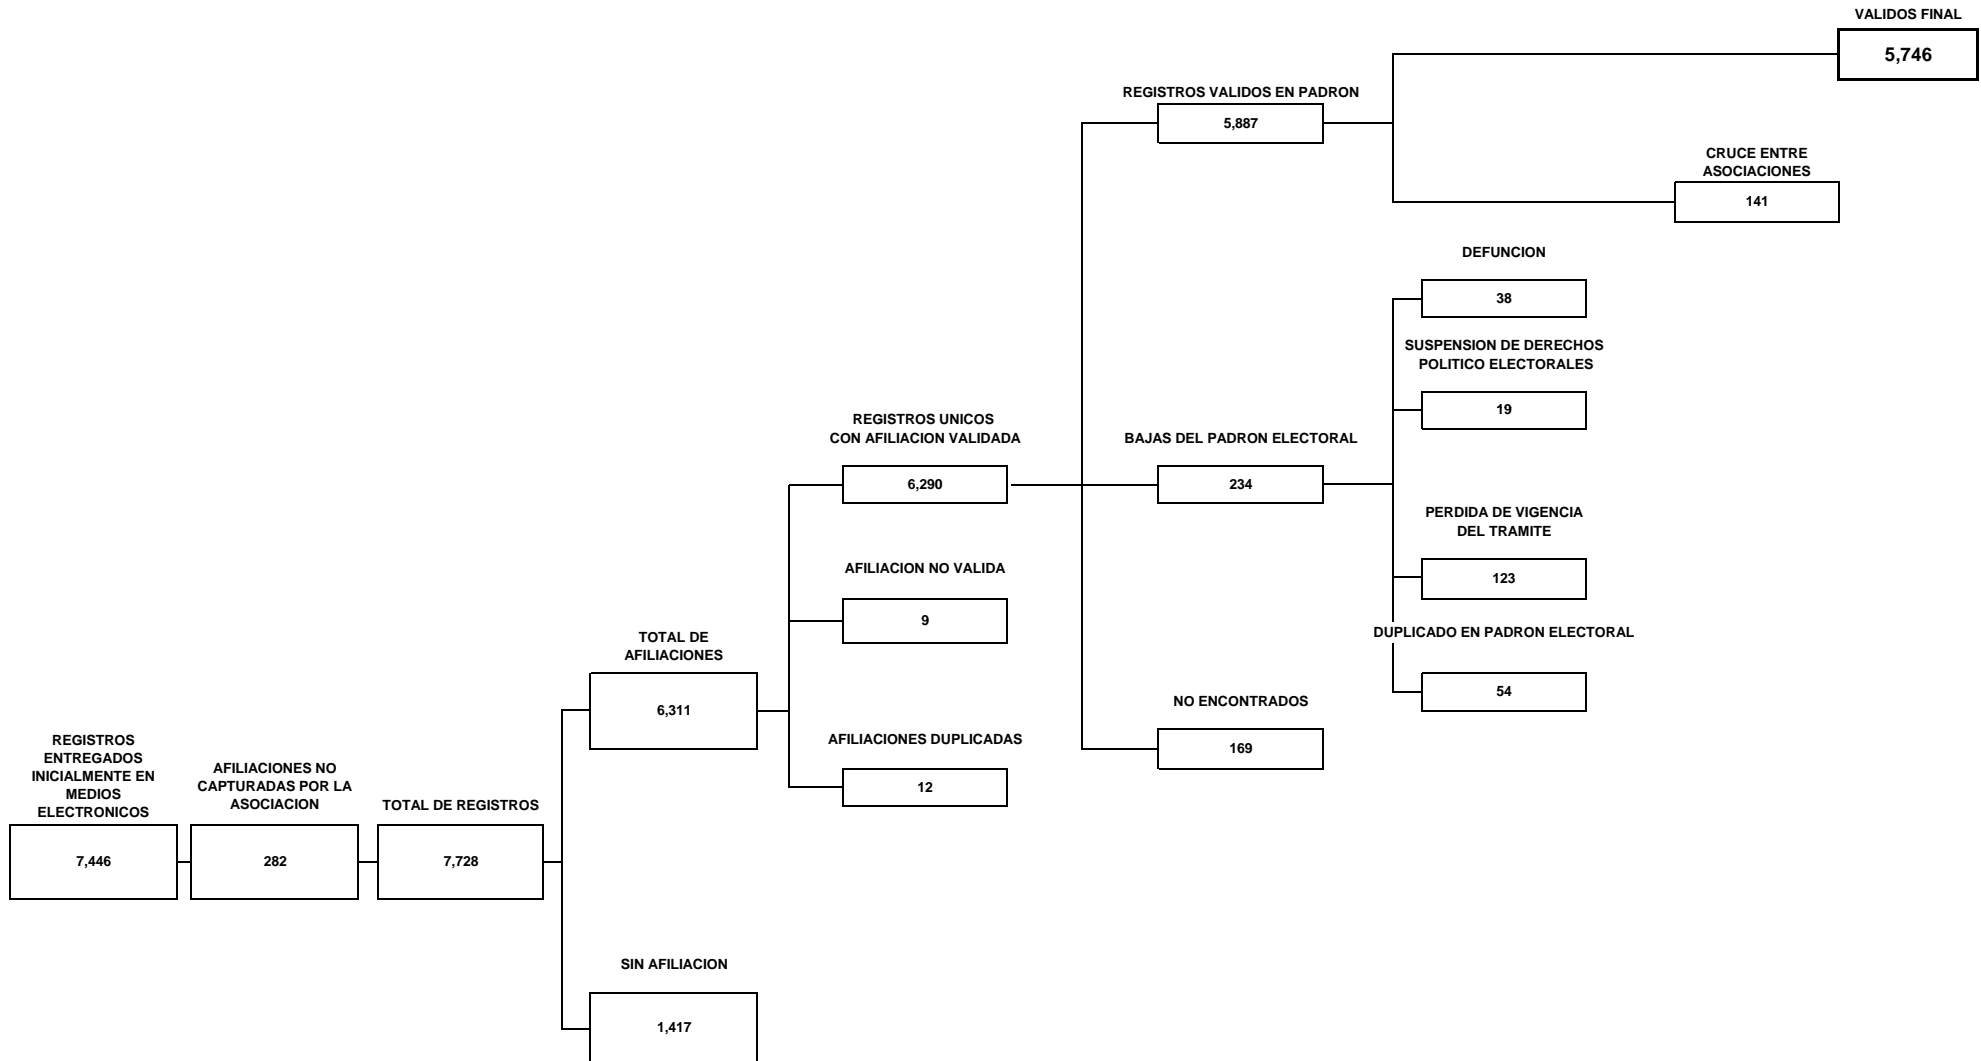 VALIDOS FINAL
5,746
REGISTROS VALIDOS EN PADRON
5,887
CRUCE ENTRE
ASOCIACIONES
141
DEFUNCION
38
SUSPENSION DE DERECHOS
POLITICO ELECTORALES
19
REGISTROS UNICOS
CON AFILIACION VALIDADA
6,290
BAJAS DEL PADRON ELECTORAL
234
PERDIDA DE VIGENCIA
DEL TRAMITE
123
AFILIACION NO VALIDA
9
DUPLICADO EN PADRON ELECTORAL
54
TOTAL DE
AFILIACIONES
6,311
NO ENCONTRADOS
169
AFILIACIONES DUPLICADAS
12
REGISTROS
ENTREGADOS
INICIALMENTE EN
MEDIOS
ELECTRONICOS
7,446
AFILIACIONES NO
CAPTURADAS POR LA
ASOCIACION
282
TOTAL DE REGISTROS
7,728
SIN AFILIACION
1,417